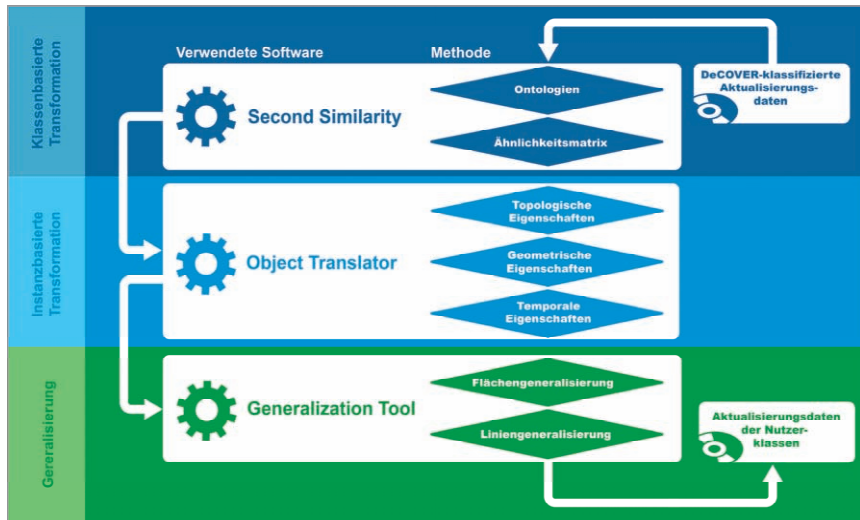 Klassenbasierte
Transformation
Verwendete Software
Methode
Second Similarity
Ontologien
Ähnlichkeitsmatrix
DeCOVER-klassifizierte
Aktualisierungs-
daten
Instanzbasierte
Transformation
Object Translator
Topologische
Eigenschaften
Geometrische
Eigenschaften
Temporale
Eigenschaften
Gereralisierung
Generalization Tool
Flächengeneralisierung
Liniengeneralisierung
Aktualisierungsdaten
der Nutzer-
klassen